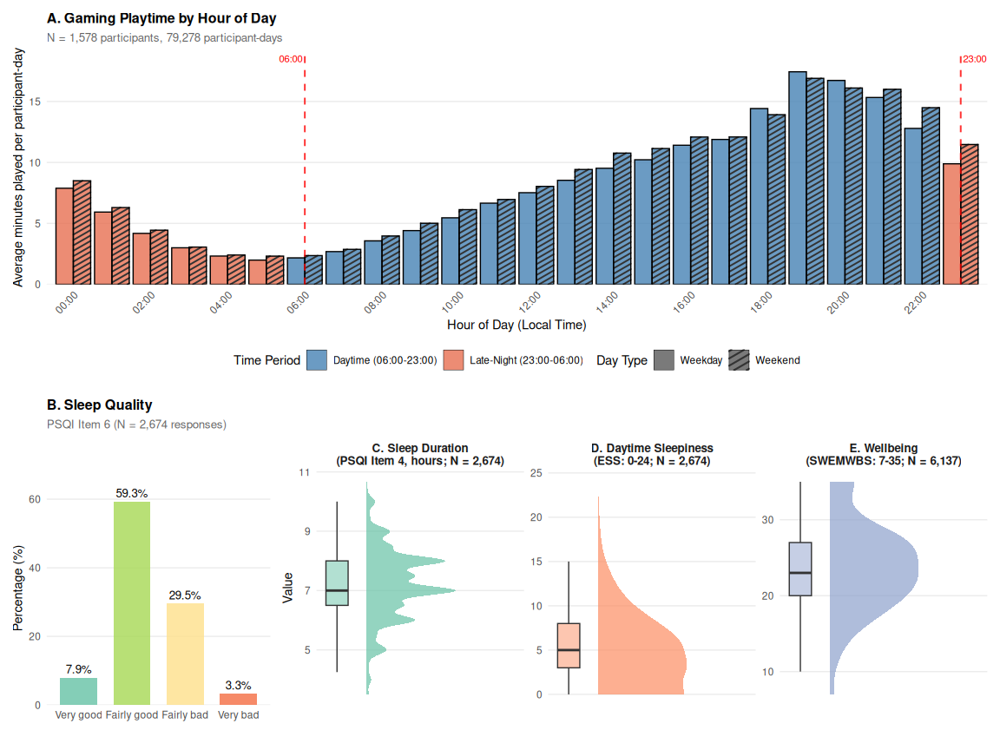 A. Gaming Playtime by Hour of Day
N = 1,578 participants, 79,278 participant-days
06:00
23:00
Average minutes played per participant-day
15
10
5
0
00:00
02:00
04:00
06:00
08:00
10:00
12:00
14:00
16:00
18:00
20:00
22:00
Hour of Day (Local Time)
Time Period
Daytime (06:00-23:00)
Late-Night (23:00-06:00)
Day Type
Weekday
Weekend
B. Sleep Quality
PSQI Item 6 (N = 2,674 responses)
Percentage (%)
60
40
20
0
7.9%
59.3%
29.5%
3.3%
Very good
Fairly good
Fairly bad
Very bad
C. Sleep Duration
(PSQI Item 4, hours; N = 2,674)
Value
11
9
7
5
D. Daytime Sleepiness
(ESS: 0-24; N = 2,674)
25
20
15
10
5
0
E. Wellbeing
(SWEMWBS: 7-35; N = 6,137)
30
20
10